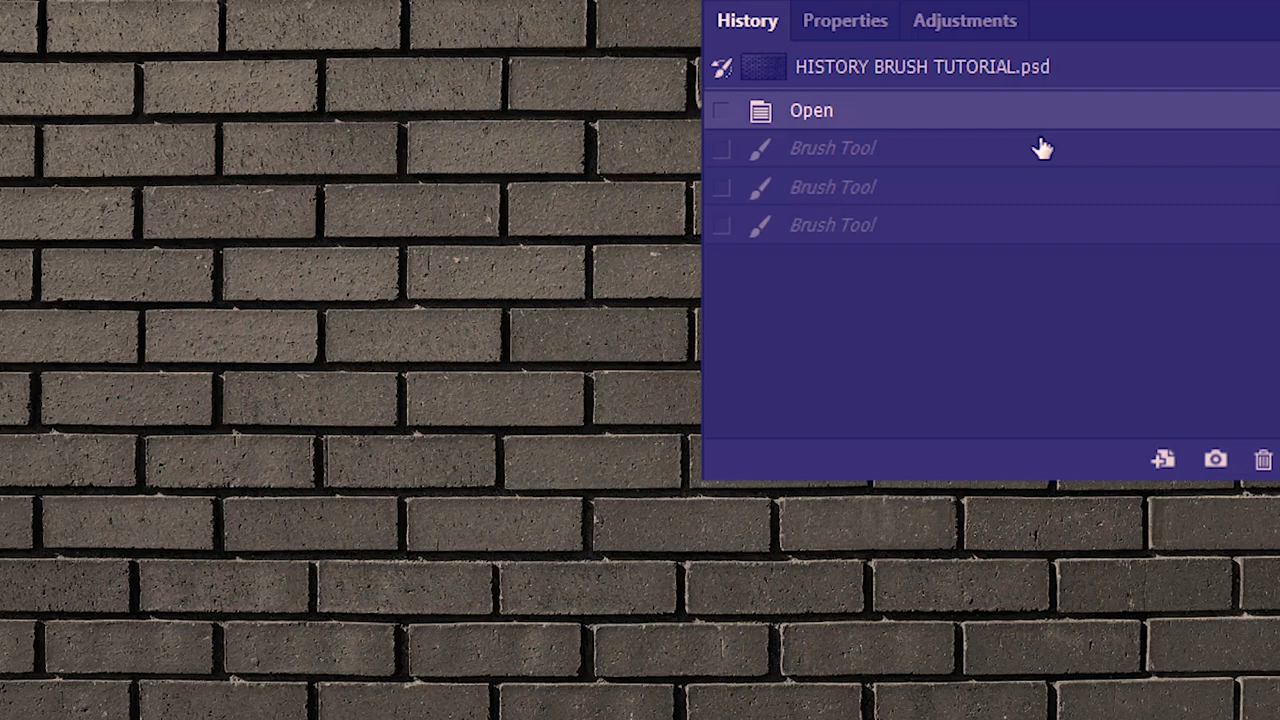 History Properties Adjustments
HISTORY BRUSH TUTORIAL.psd
Open
Brush Tool
Brush Tool
Brush Tool